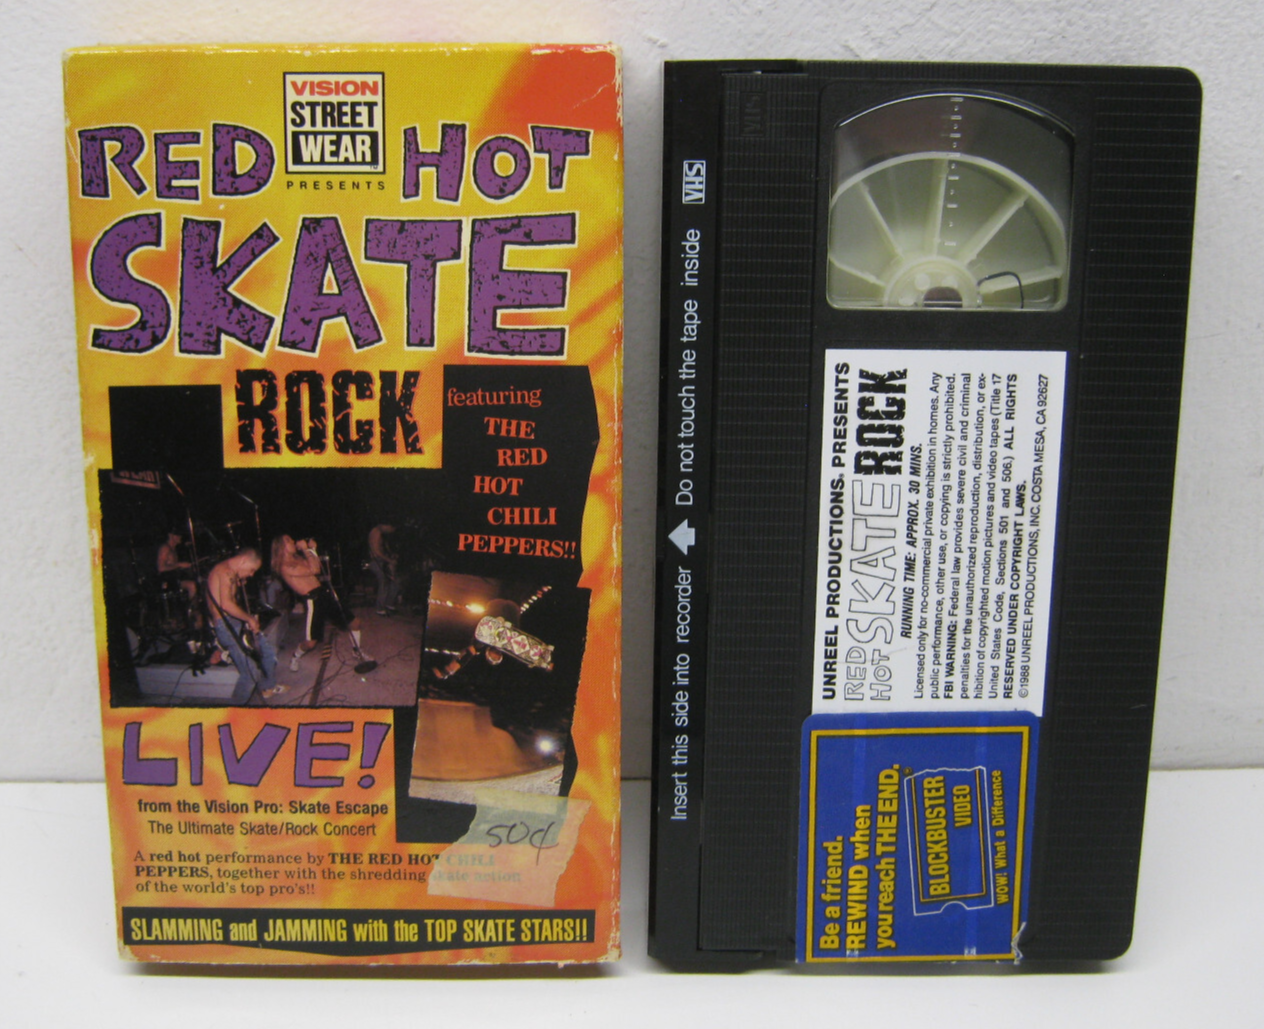 VISION
STREET
WEAR
PRESENTS
RED HOT
SKATE
ROCK
featuring
THE
RED
HOT
CHILI
PEPPERS!!
LIVE!
from the Vision Pro: Skate Escape
The Ultimate Skate/Rock Concert
50¢
A red hot performance by THE RED HOT CHILI
PEPPERS, together with the shredding skate action
of the world's top pro's!!
SLAMMING and JAMMING with the TOP SKATE STARS!!
Insert this side into recorder Do not touch the tape inside VHS
VHS
UNREEL PRODUCTIONS. PRESENTS
RED HOT SKATE ROCK
RUNNING TIME: APPROX. 30 MINS.
Licensed only for no-commercial private exhibition in homes. Any
public performance, other use, or copying is strictly prohibited.
FBI WARNING: Federal law provides severe civil and criminal
penalties for the unauthorized reproduction, distribution, or ex-
hibition of copyrighted motion pictures and video tapes (Title 17
United States Code, Sections 501 and 506.) ALL RIGHTS
RESERVED UNDER COPYRIGHT LAWS.
©1988 UNREEL PRODUCTIONS, INC. COSTA MESA, CA 92627
Be a friend.
REWIND when
you reach THE END.
BLOCKBUSTER
VIDEO
WOW! What a Difference